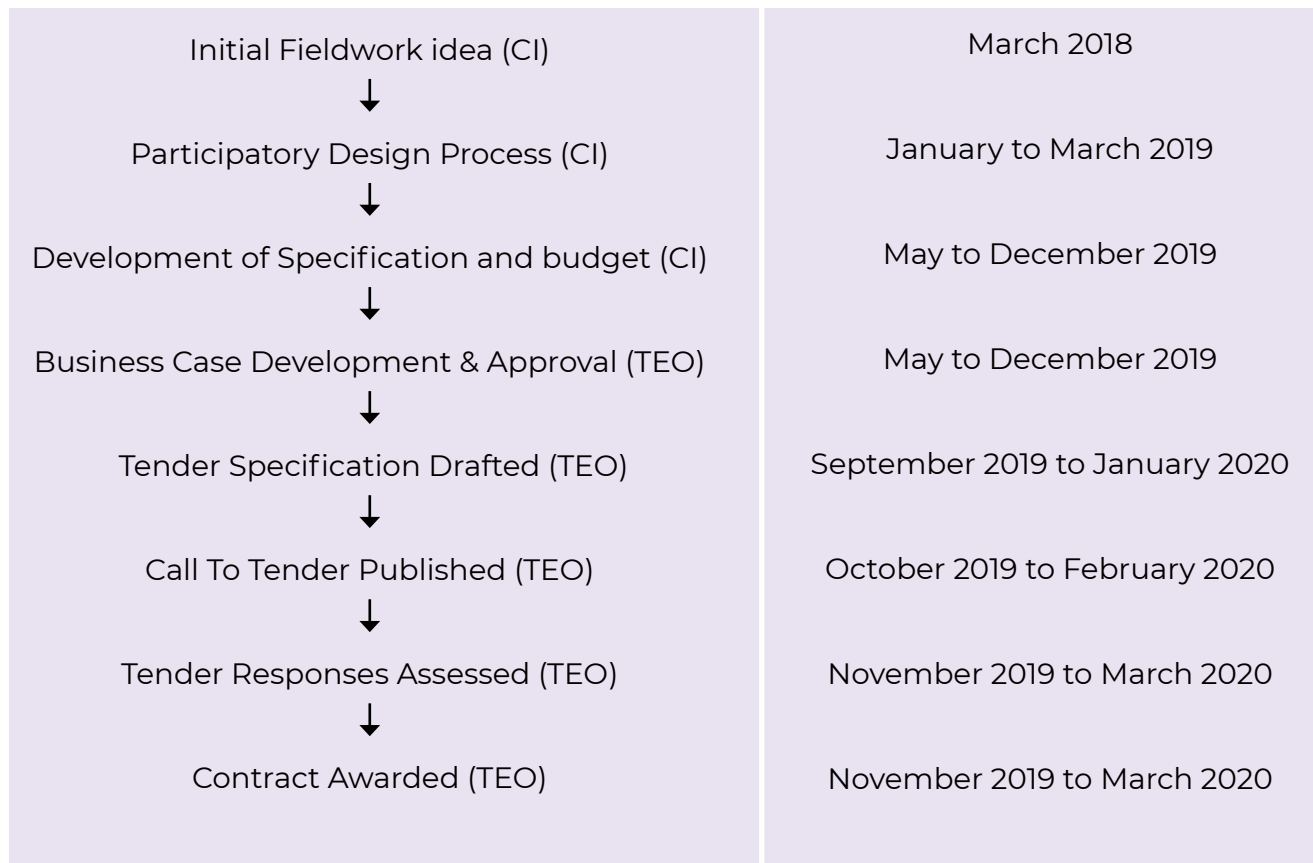 Initial Fieldwork idea (CI)
March 2018
Participatory Design Process (CI)
January to March 2019
Development of Specification and budget (CI)
May to December 2019
Business Case Development & Approval (TEO)
May to December 2019
Tender Specification Drafted (TEO)
September 2019 to January 2020
Call To Tender Published (TEO)
October 2019 to February 2020
Tender Responses Assessed (TEO)
November 2019 to March 2020
Contract Awarded (TEO)
November 2019 to March 2020